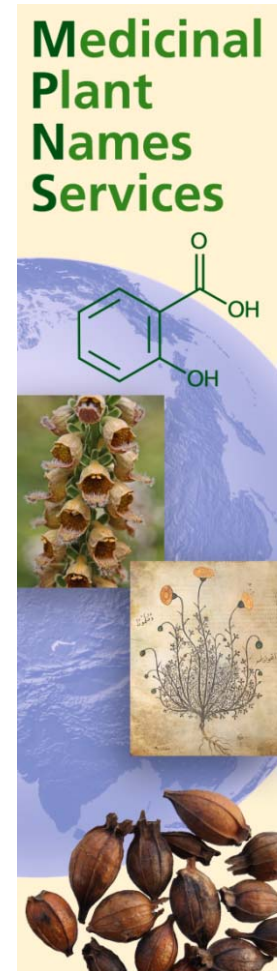 Medicinal
Plant
Names
Services
O
OH
OH